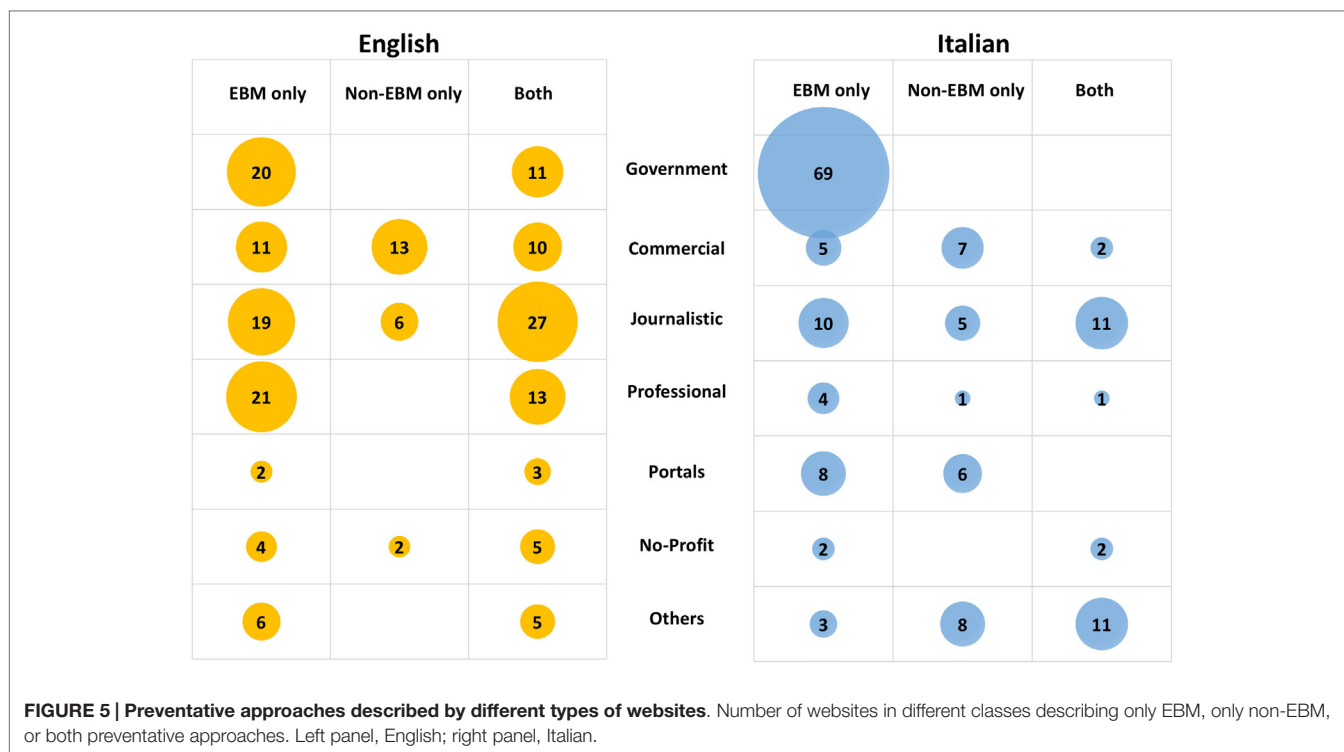 English Italian
EBM only Non-EBM only Both EBM only Non-EBM only Both
20 11 Government 69
11 13 10 Commercial 5 7 2
19 6 27 Journalistic 10 5 11
21 13 Professional 4 1 1
2 3 Portals 8 6
4 2 5 No-Profit 2 2
6 5 Others 3 8 11
FIGURE 5 | Preventative approaches described by different types of websites. Number of websites in different classes describing only EBM, only non-EBM,
or both preventative approaches. Left panel, English; right panel, Italian.